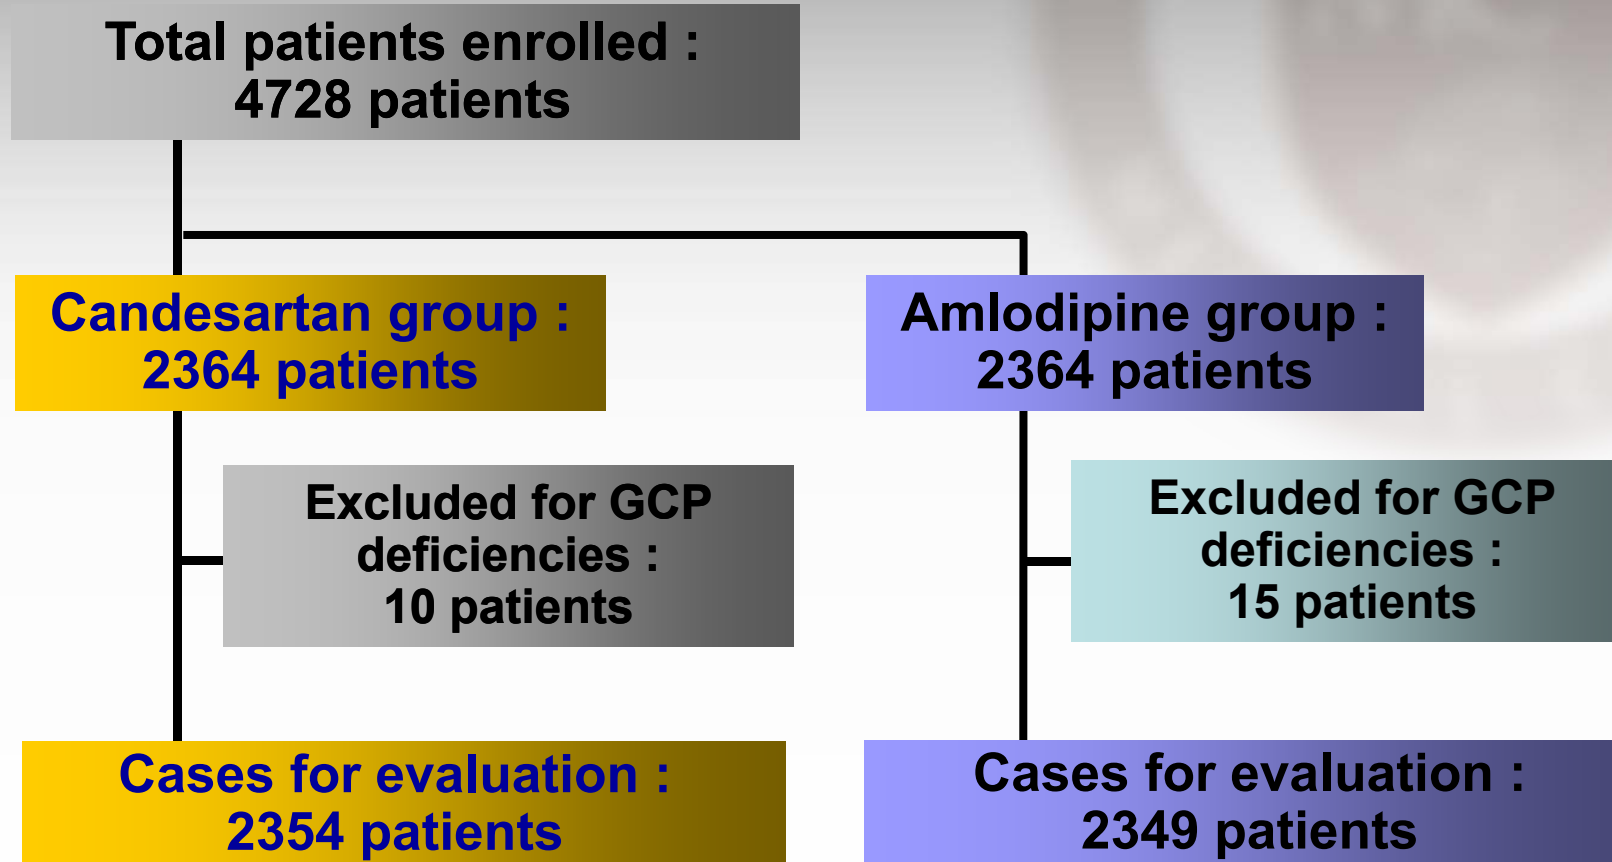 Total patients enrolled :
4728 patients
Candesartan group :
2364 patients
Amlodipine group :
2364 patients
Excluded for GCP
deficiencies :
10 patients
Excluded for GCP
deficiencies :
15 patients
Cases for evaluation :
2354 patients
Cases for evaluation :
2349 patients